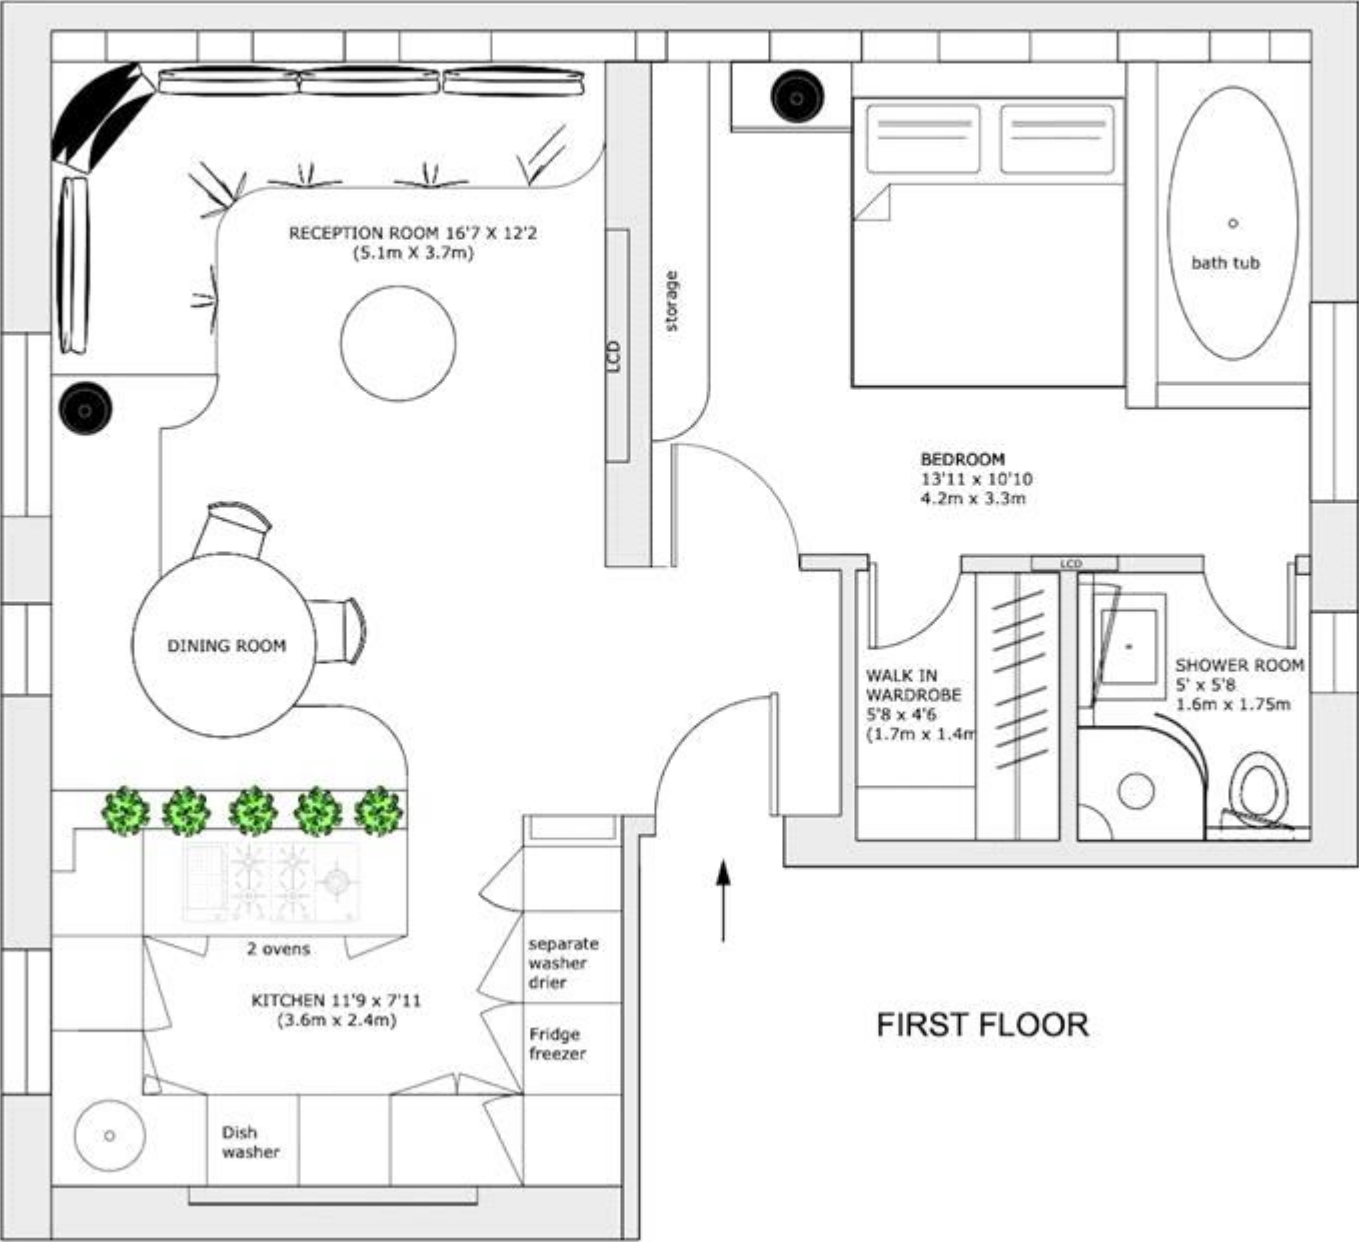 RECEPTION ROOM 16'7 X 12'2
(5.1m X 3.7m)
storage
LCD
bath tub
BEDROOM
13'11 x 10'10
4.2m x 3.3m
LCD
DINING ROOM
WALK IN
WARDROBE
5'8 x 4'6
(1.7m x 1.4m
SHOWER ROOM
5' x 5'8
1.6m x 1.75m
2 ovens
separate
washer
drier
KITCHEN 11'9 x 7'11
(3.6m x 2.4m)
Fridge
freezer
FIRST FLOOR
Dish
washer